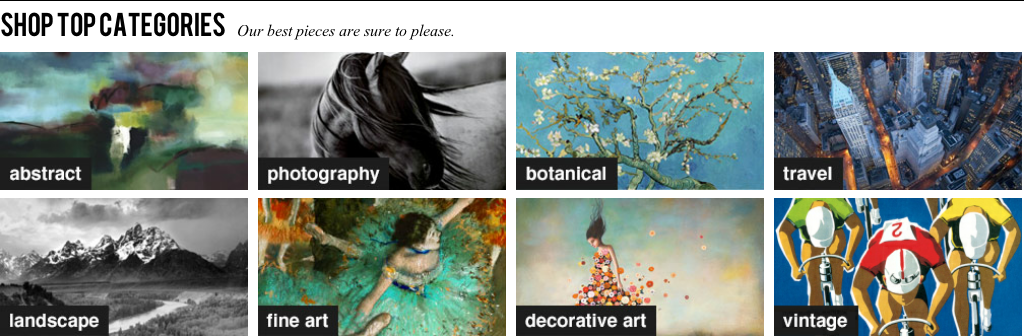 SHOP TOP CATEGORIES Our best pieces are sure to please.
abstract
photography
botanical
travel
landscape
fine art
decorative art
vintage
2